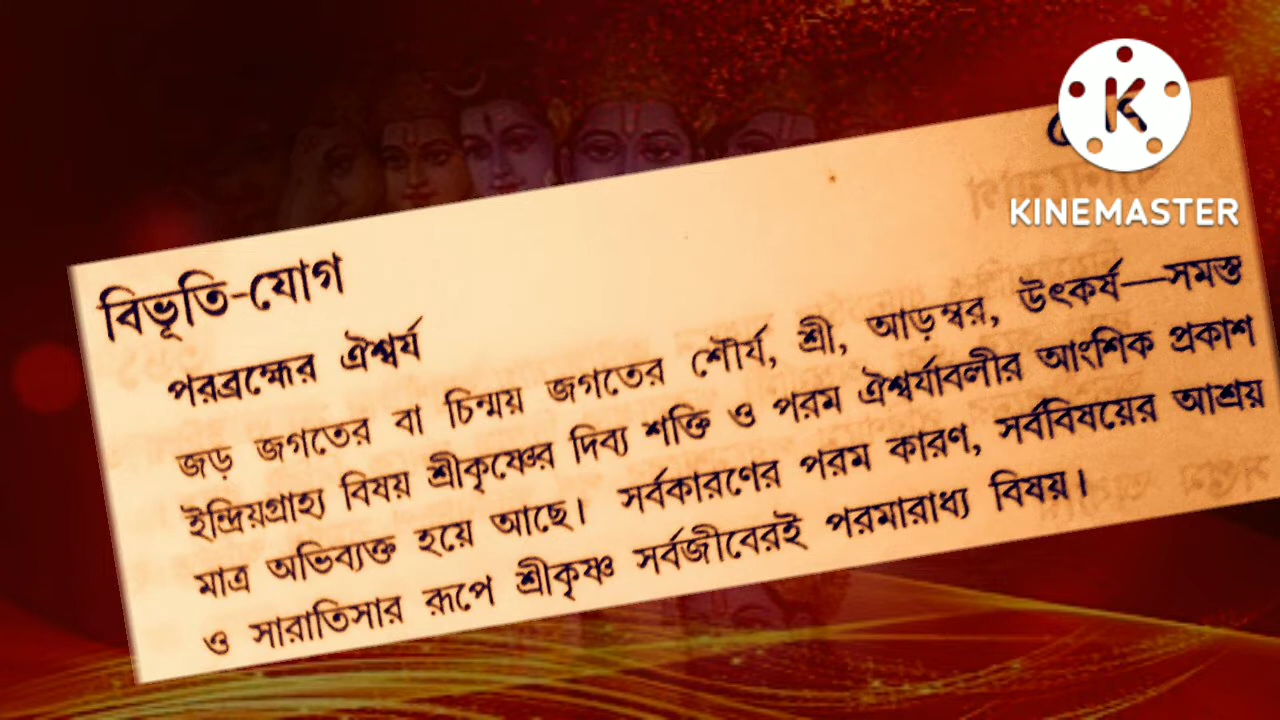 KINEMASTER
বিভূতি-যোগ
পরব্রহ্মের ঐশ্বর্য
জড় জগতের বা চিন্ময় জগতের শৌর্য, শ্রী, আড়ম্বর, উৎকর্ষ—সমস্ত
ইন্দ্রিয়গ্রাহ্য বিষয় শ্রীকৃষ্ণের দিব্য শক্তি ও পরম ঐশ্বর্যাবলীর আংশিক প্রকাশ
মাত্র অভিব্যক্ত হয়ে আছে। সর্বকারণের পরম কারণ, সর্ববিষয়ের আশ্রয়
ও সারাতিসার রূপে শ্রীকৃষ্ণ সর্বজীবেরই পরমারাধ্য বিষয়।